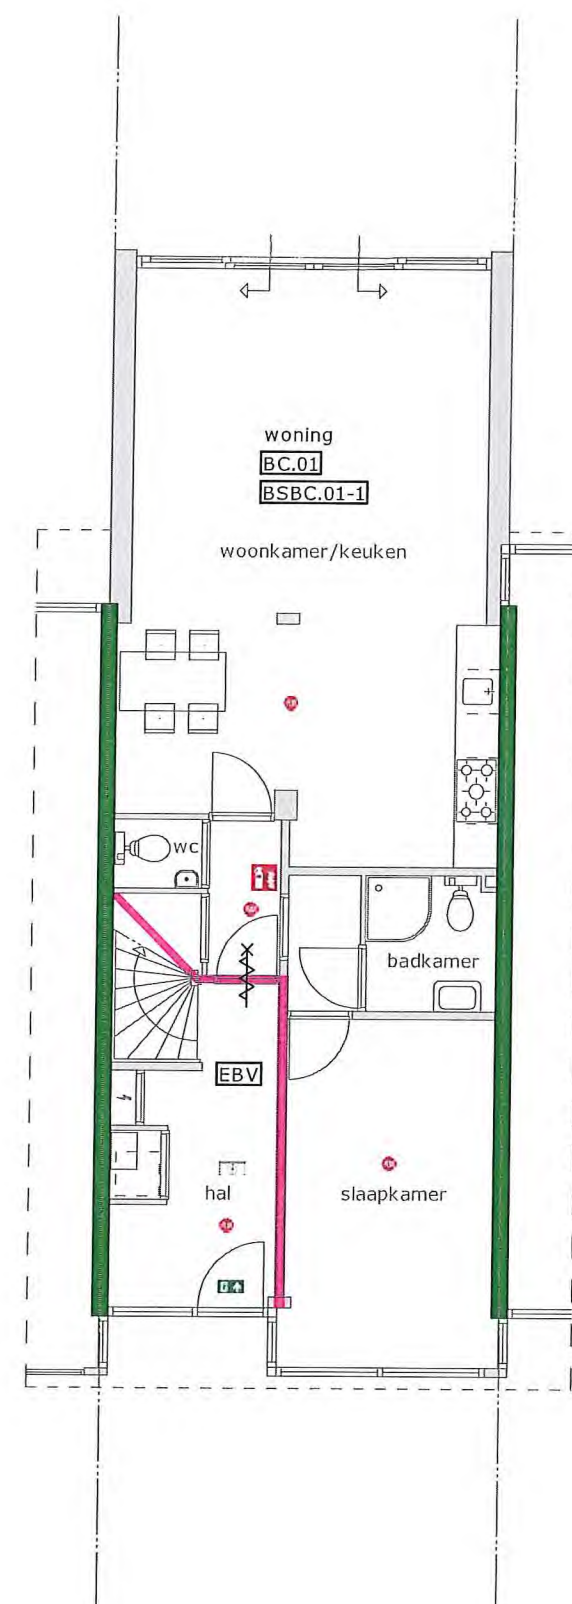 woning
BC.01
BSBC.01-1
woonkamer/keuken
wc
badkamer
EBV
hal
slaapkamer